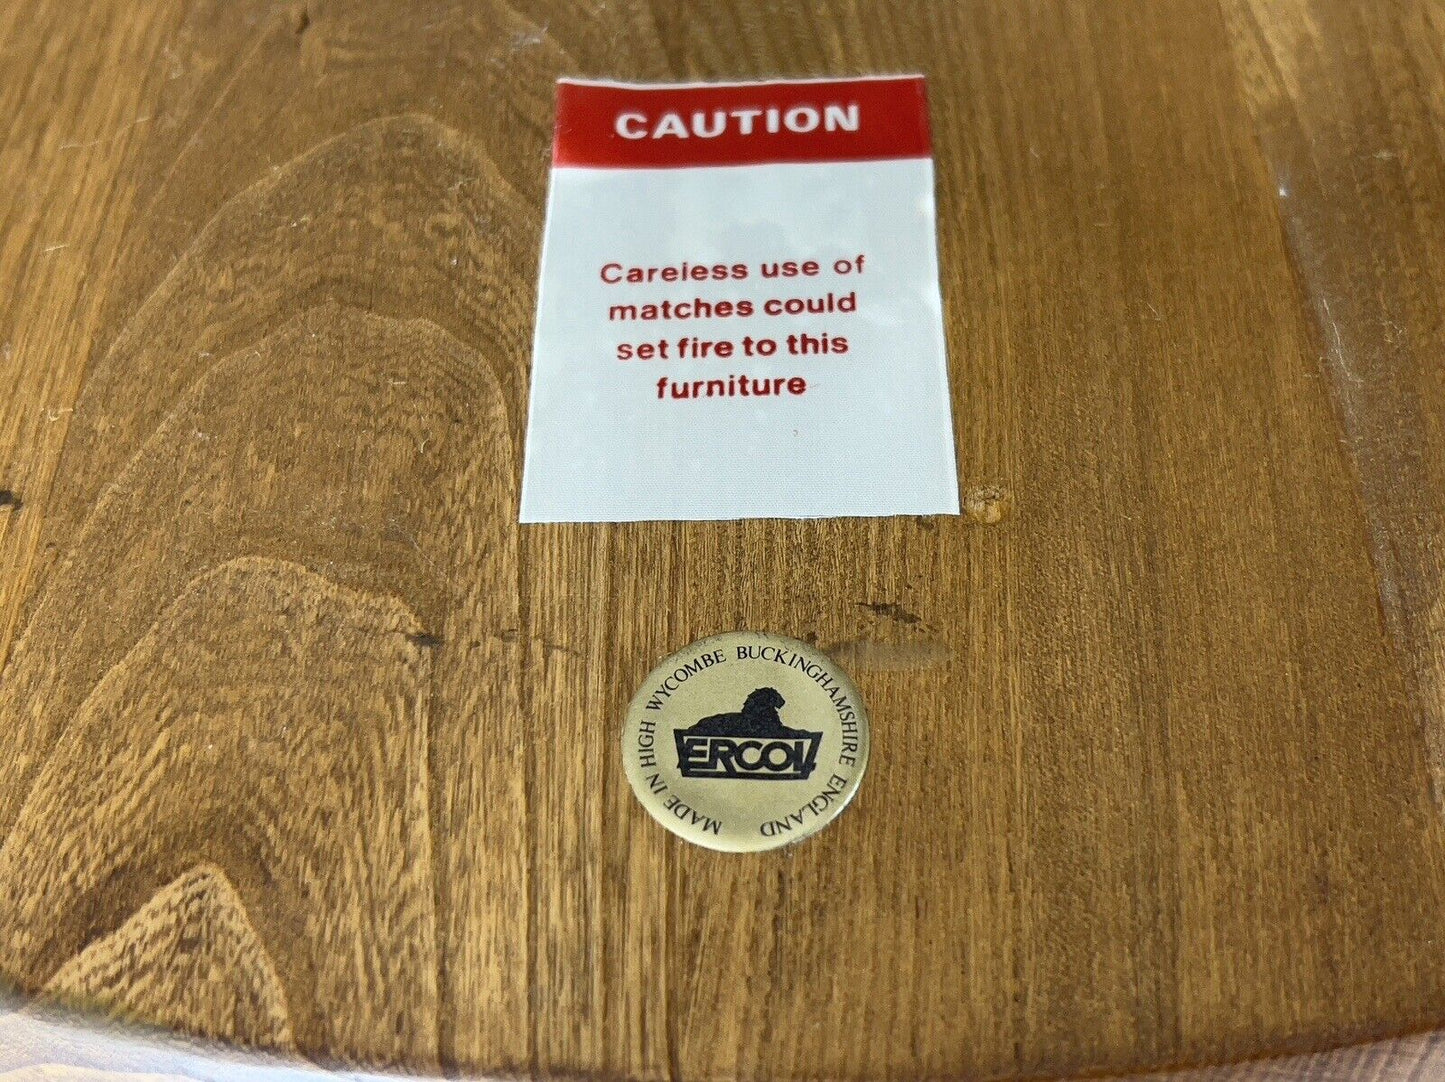 CAUTION
Careless use of
matches could
set fire to this
furniture
MADE IN HIGH WYCOMBE BUCKINGHAMSHIRE ENGLAND
ERCOL